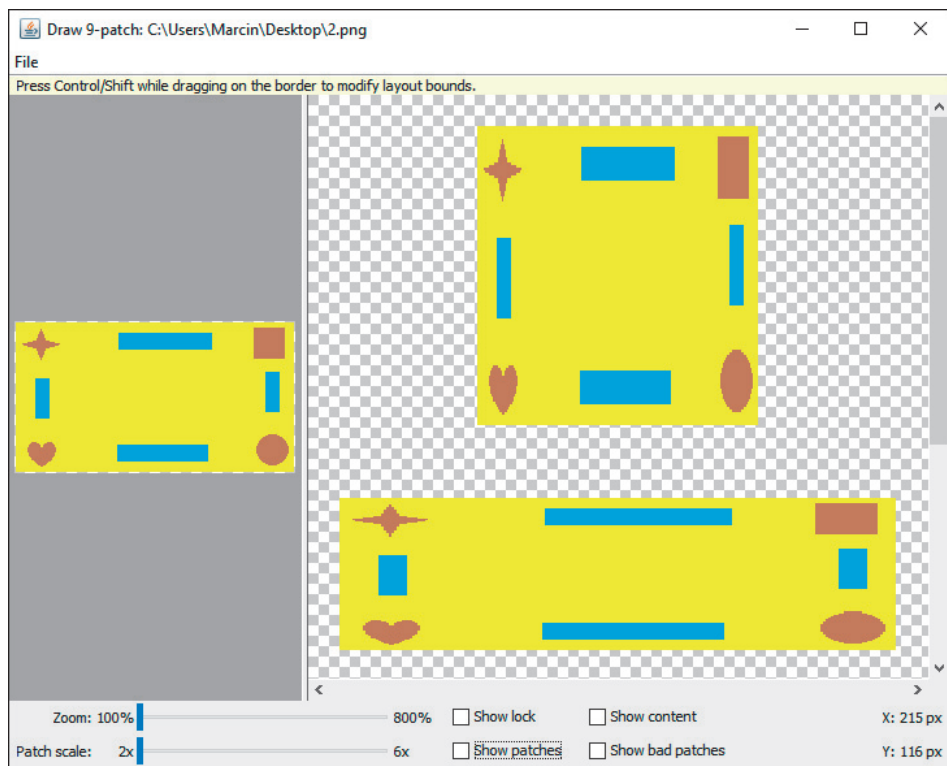 Draw 9-patch: C:\Users\Marcin\Desktop\2.png
File
Press Control/Shift while dragging on the border to modify layout bounds.
Zoom: 100% 800% Show lock Show content X: 215 px
Patch scale: 2x 6x Show patches Show bad patches Y: 116 px